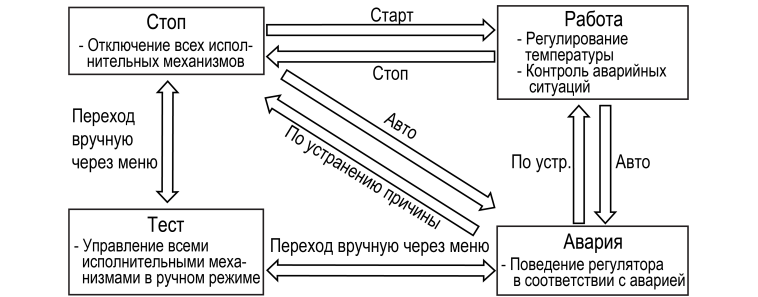 Стоп
- Отключение всех испол-
нительных механизмов
Старт
Стоп
Работа
- Регулирование
температуры
- Контроль аварийных
ситуаций
Переход
вручную
через меню
Авто
По устранению причины
По устр.
Авто
Тест
- Управление всеми
исполнительными меха-
низмами в ручном режиме
Переход вручную через меню
Авария
- Поведение регулятора
в соответствии с аварией